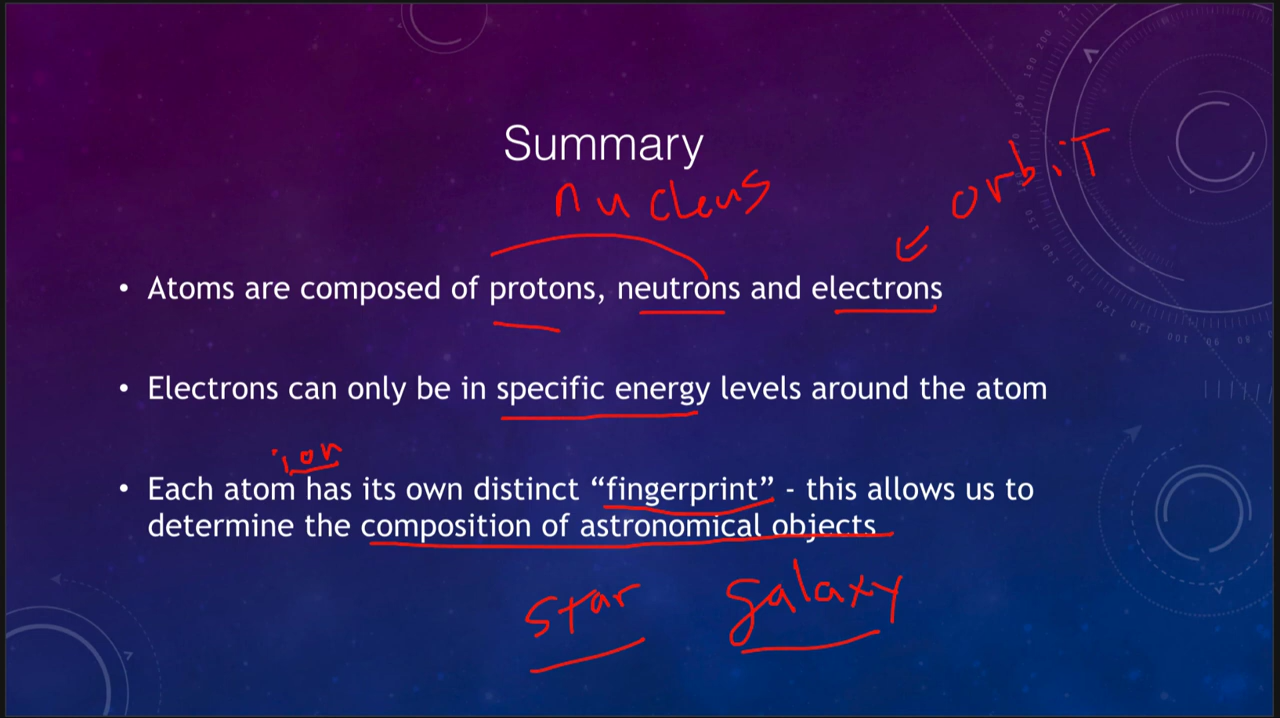 Summary
nucleus
orbiT
• Atoms are composed of protons, neutrons and electrons
• Electrons can only be in specific energy levels around the atom
ion
• Each atom has its own distinct “fingerprint” - this allows us to
determine the composition of astronomical objects
star galaxy